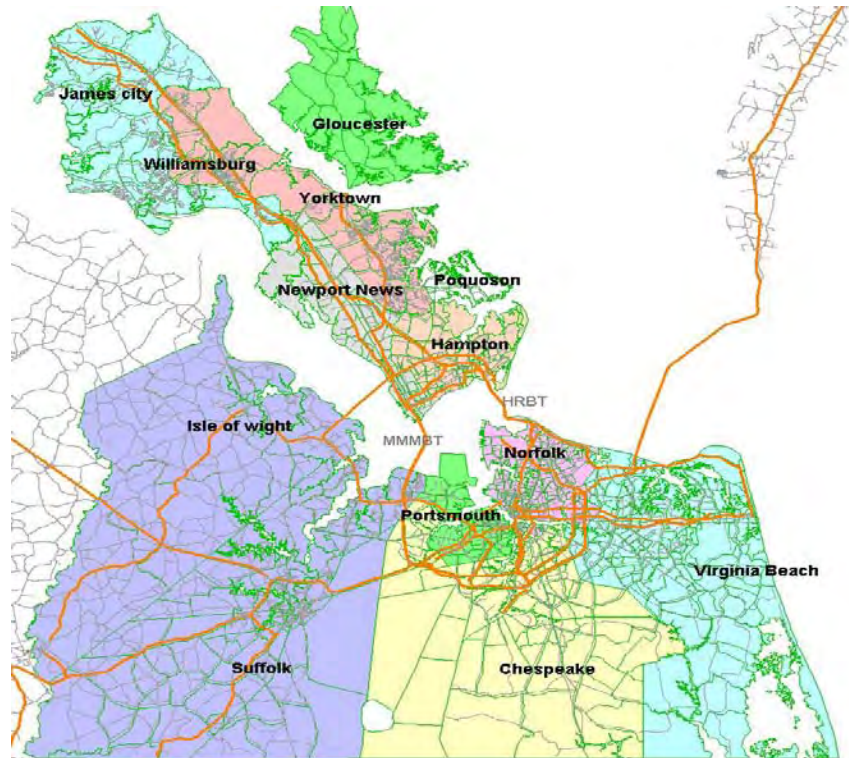 James city
Gloucester
Williamsburg
Yorktown
Poquoson
Newport News
Hampton
HRBT
Isle of wight
MMMBT
Norfolk
Portsmouth
Virginia Beach
Suffolk
Chespeake